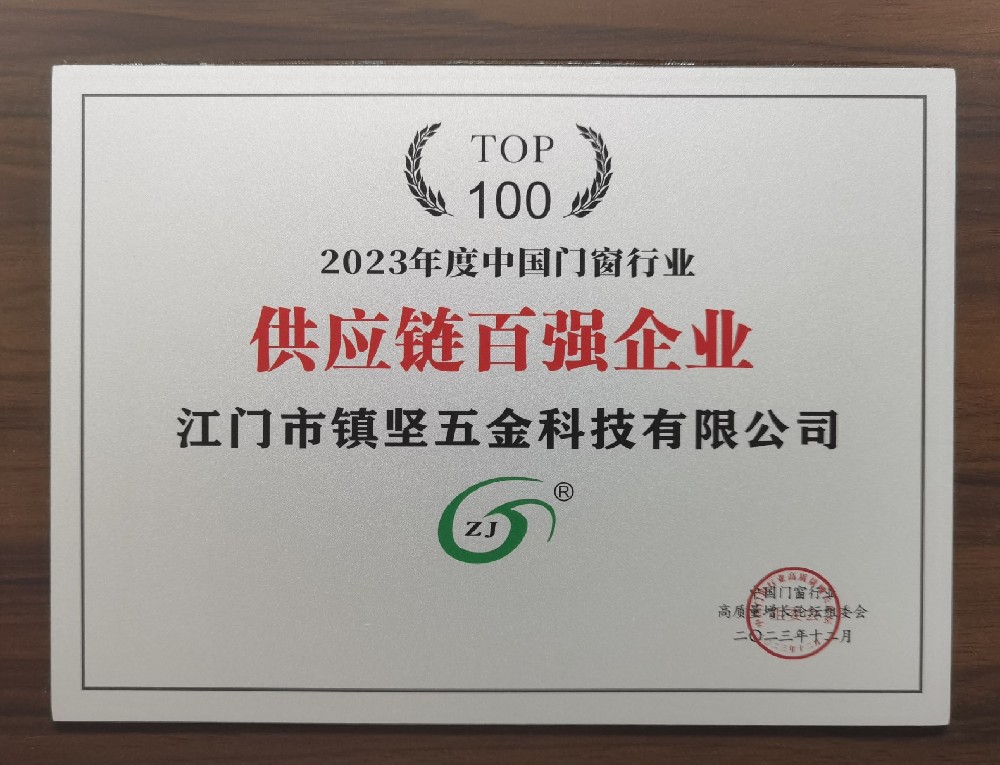 TOP
100
2023年度中国门窗行业
供应链百强企业
江门市镇坚五金科技有限公司
ZJ
®
中国门窗行业
高质量增长论坛组委会
二〇二三年十二月